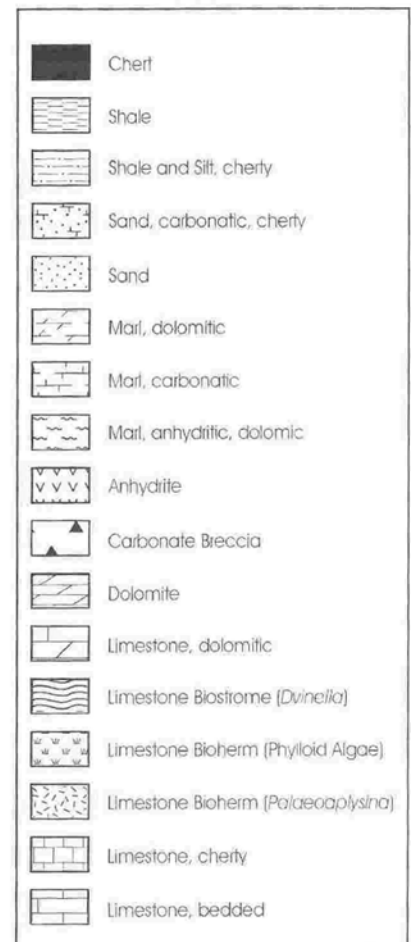 Chert
Shale
Shale and Silt, cherty
Sand, carbonatic, cherty
Sand
Marl, dolomitic
Marl, carbonatic
Marl, anhydritic, dolomic
Anhydrite
Carbonate Breccia
Dolomite
Limestone, dolomitic
Limestone Biostrome (Dvinella)
Limestone Bioherm (Phylloid Algae)
Limestone Bioherm (Palaeoaplysina)
Limestone, cherty
Limestone, bedded